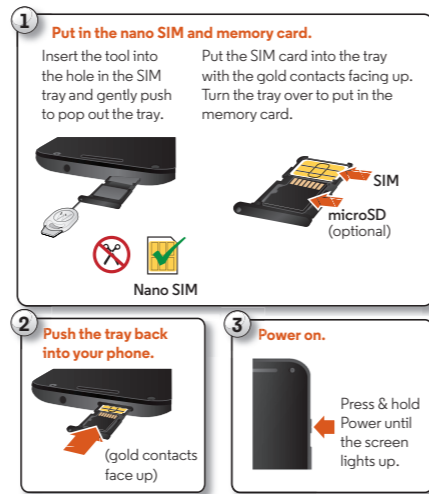 1
Put in the nano SIM and memory card.
Insert the tool into
the hole in the SIM
tray and gently push
to pop out the tray.
Put the SIM card into the tray
with the gold contacts facing up.
Turn the tray over to put in the
memory card.
SIM
microSD
(optional)
Nano SIM
2
Push the tray back
into your phone.
(gold contacts
face up)
3
Power on.
Press & hold
Power until
the screen
lights up.